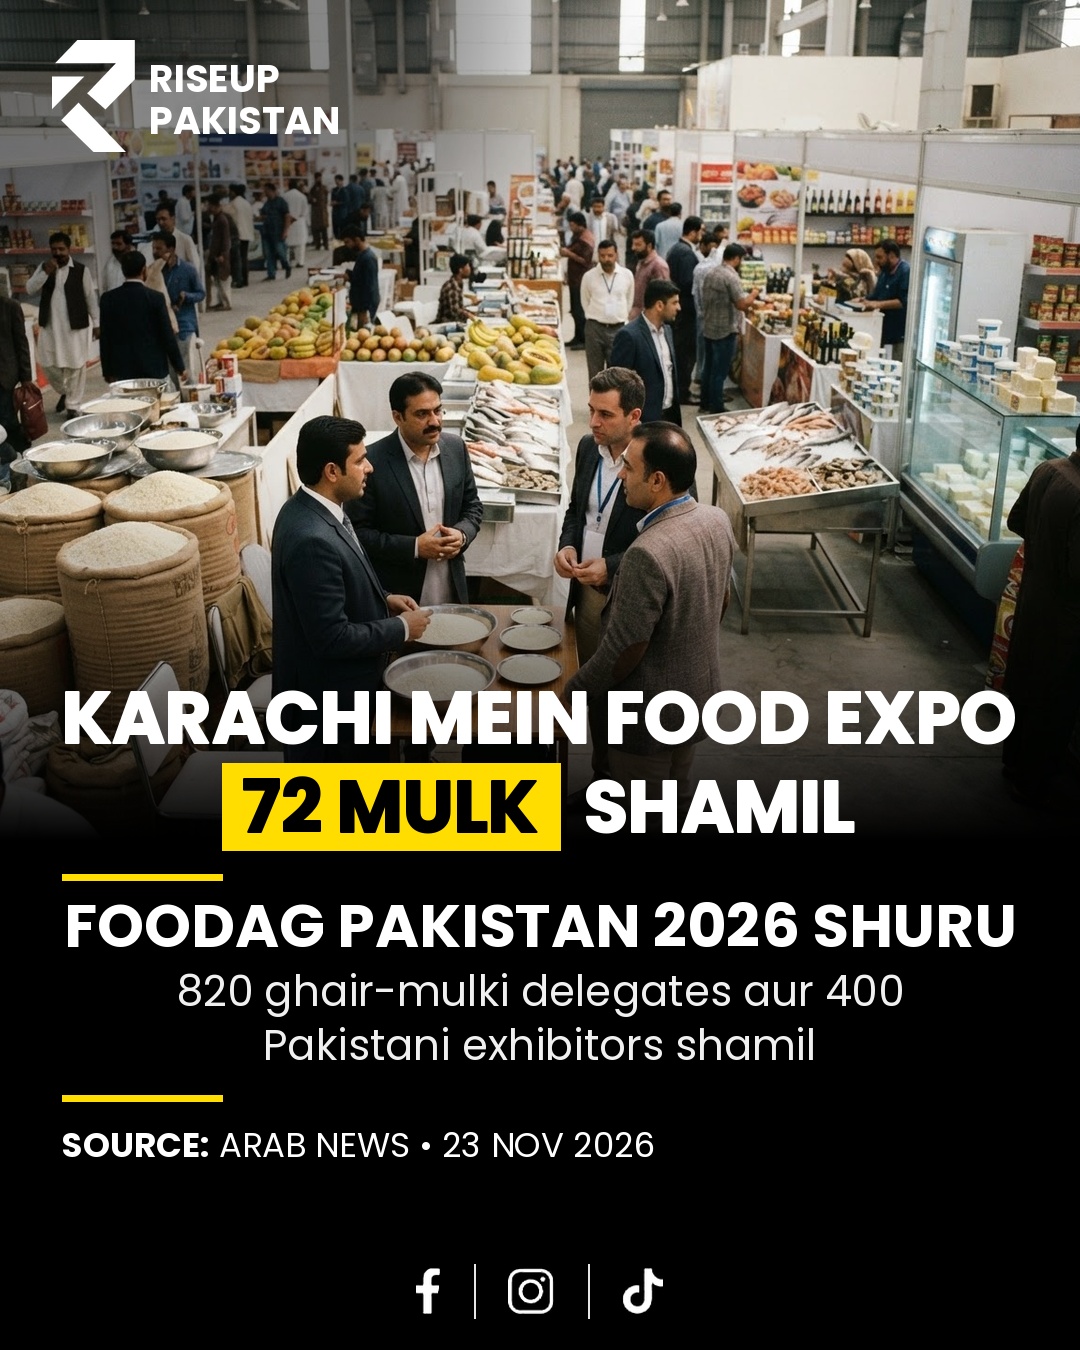 RISEUP
PAKISTAN
KARACHI MEIN FOOD EXPO
72 MULK SHAMIL
FOODAG PAKISTAN 2026 SHURU
820 ghair-mulki delegates aur 400
Pakistani exhibitors shamil
SOURCE: ARAB NEWS • 23 NOV 2026